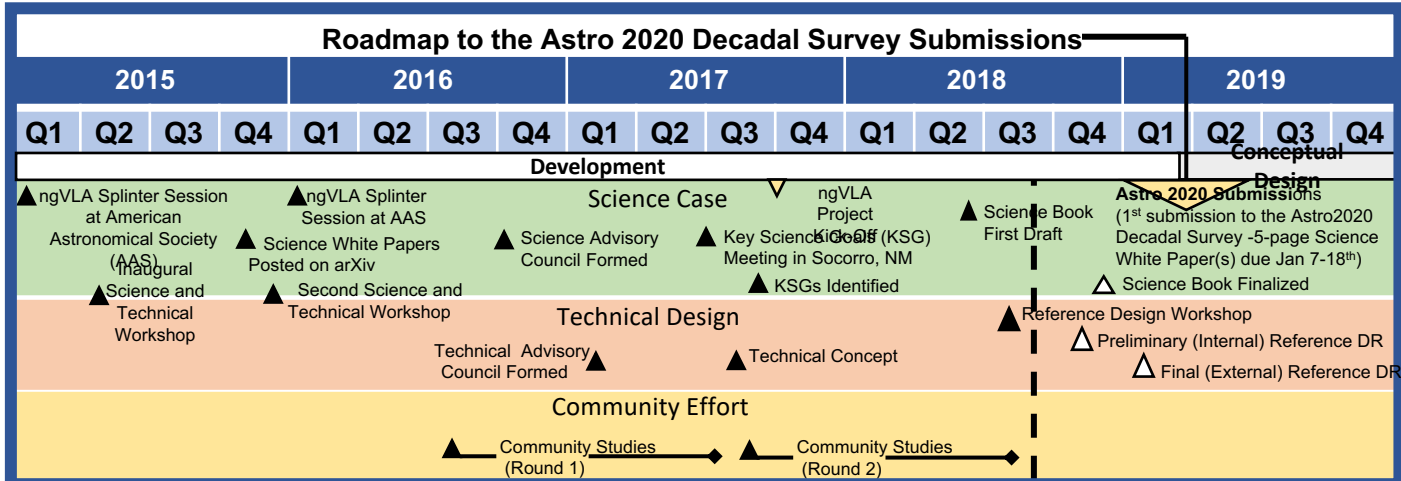 Roadmap to the Astro 2020 Decadal Survey Submissions
2015 2016 2017 2018 2019
Q1 Q2 Q3 Q4 Q1 Q2 Q3 Q4 Q1 Q2 Q3 Q4 Q1 Q2 Q3 Q4 Q1 Q2 Q3 Q4
Development
Conceptual
Design
Science Case
ngVLA Splinter Session
at American
Astronomical Society
(AAS)
Inaugural
Science and
Technical
Workshop
Science White Papers
Posted on arXiv
Second Science and
Technical Workshop
ngVLA Splinter
Session at AAS
Science Advisory
Council Formed
Key Science Goals (KSG)
Meeting in Socorro, NM
KSGs Identified
ngVLA
Project
Kick-Off
Science Book
First Draft
Astro 2020 Submissions
(1st submission to the Astro2020
Decadal Survey -5-page Science
White Paper(s) due Jan 7-18th)
Science Book Finalized
Technical Design
Technical Advisory
Council Formed
Technical Concept
Reference Design Workshop
Preliminary (Internal) Reference DR
Final (External) Reference DR
Community Effort
Community Studies
(Round 1)
Community Studies
(Round 2)